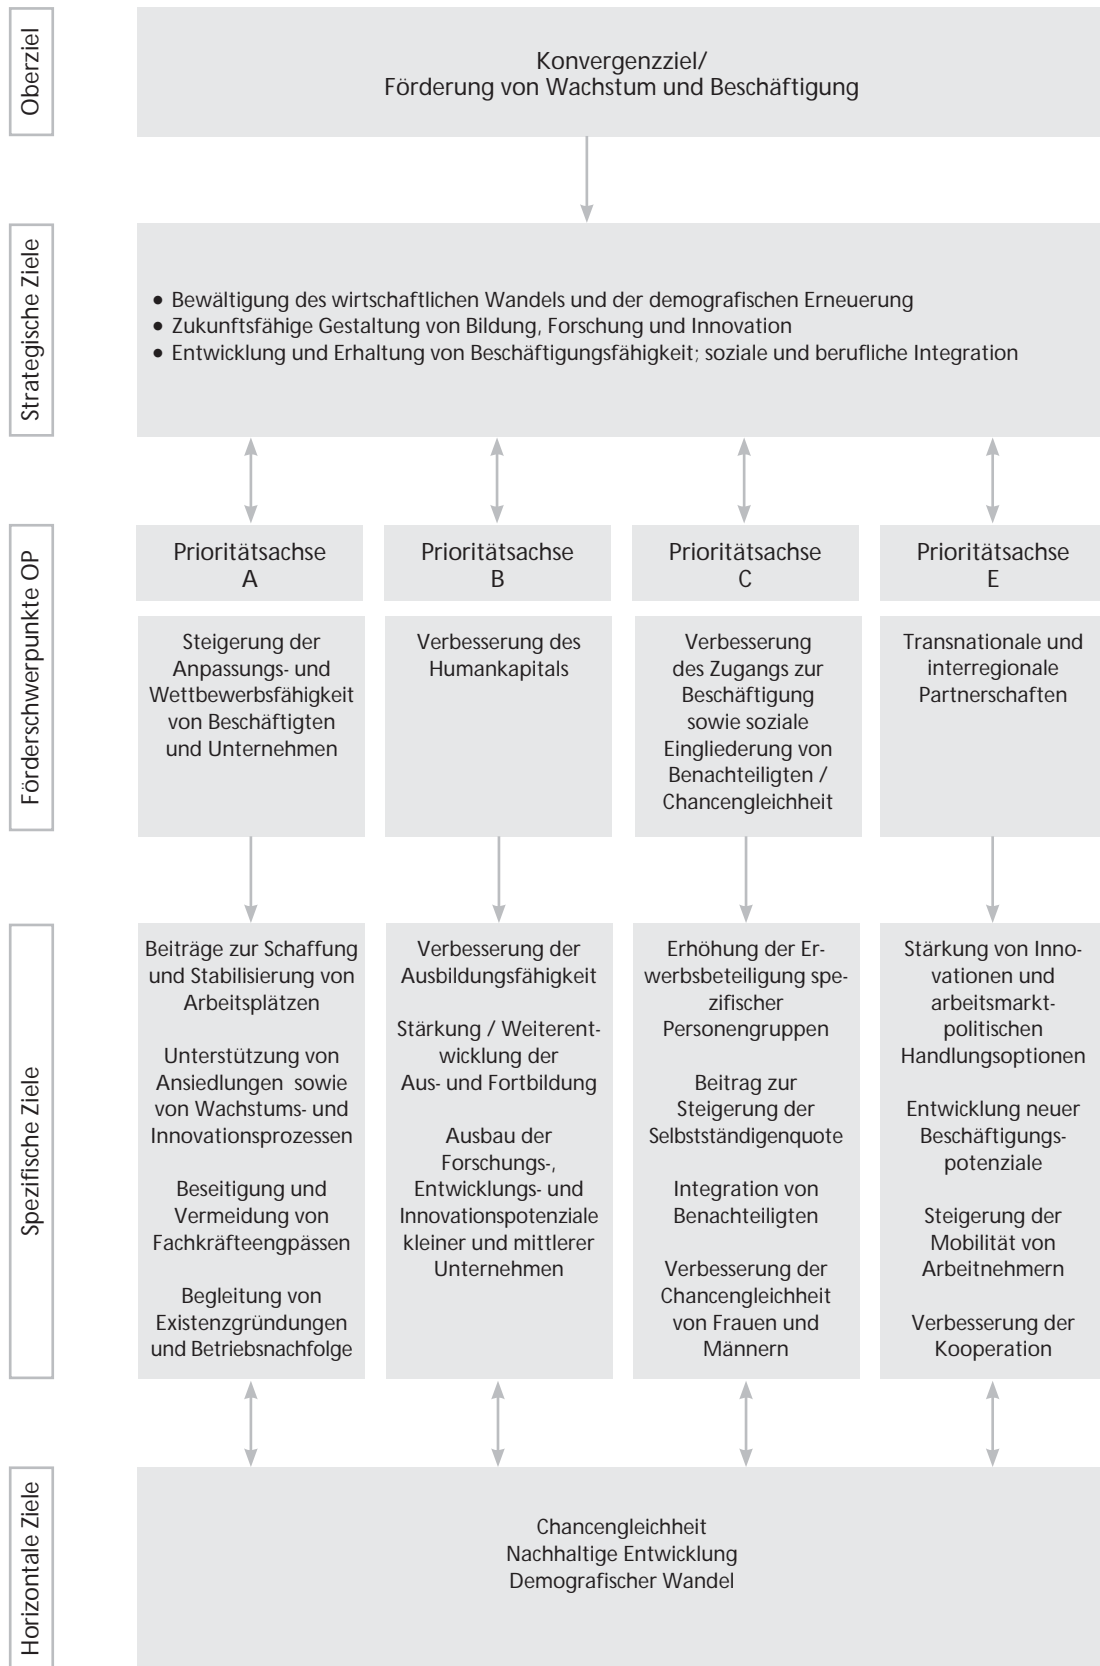 Oberziel
Konvergenzziel/
Förderung von Wachstum und Beschäftigung
Strategische Ziele
• Bewältigung des wirtschaftlichen Wandels und der demografischen Erneuerung
• Zukunftsfähige Gestaltung von Bildung, Forschung und Innovation
• Entwicklung und Erhaltung von Beschäftigungsfähigkeit; soziale und berufliche Integration
Förderschwerpunkte OP
Prioritätsachse
A
Steigerung der
Anpassungs- und
Wettbewerbsfähigkeit
von Beschäftigten
und Unternehmen
Prioritätsachse
B
Verbesserung des
Humankapitals
Prioritätsachse
C
Verbesserung
des Zugangs zur
Beschäftigung
sowie soziale
Eingliederung von
Benachteiligten /
Chancengleichheit
Prioritätsachse
E
Transnationale und
interregionale
Partnerschaften
Spezifische Ziele
Beiträge zur Schaffung
und Stabilisierung von
Arbeitsplätzen
Unterstützung von
Ansiedlungen sowie
von Wachstums- und
Innovationsprozessen
Beseitigung und
Vermeidung von
Fachkräfteengpässen
Begleitung von
Existenzgründungen
und Betriebsnachfolge
Verbesserung der
Ausbildungsfähigkeit
Stärkung / Weiterent-
wicklung der
Aus- und Fortbildung
Ausbau der
Forschungs-,
Entwicklungs- und
Innovationspotenziale
kleiner und mittlerer
Unternehmen
Erhöhung der Er-
werbsbeteiligung spe-
zifischer
Personengruppen
Beitrag zur
Steigerung der
Selbstständigenquote
Integration von
Benachteiligten
Verbesserung der
Chancengleichheit
von Frauen und
Männern
Stärkung von Inno-
vationen und
arbeitsmarkt-
politischen
Handlungsoptionen
Entwicklung neuer
Beschäftigungs-
potenziale
Steigerung der
Mobilität von
Arbeitnehmern
Verbesserung der
Kooperation
Horizontale Ziele
Chancengleichheit
Nachhaltige Entwicklung
Demografischer Wandel